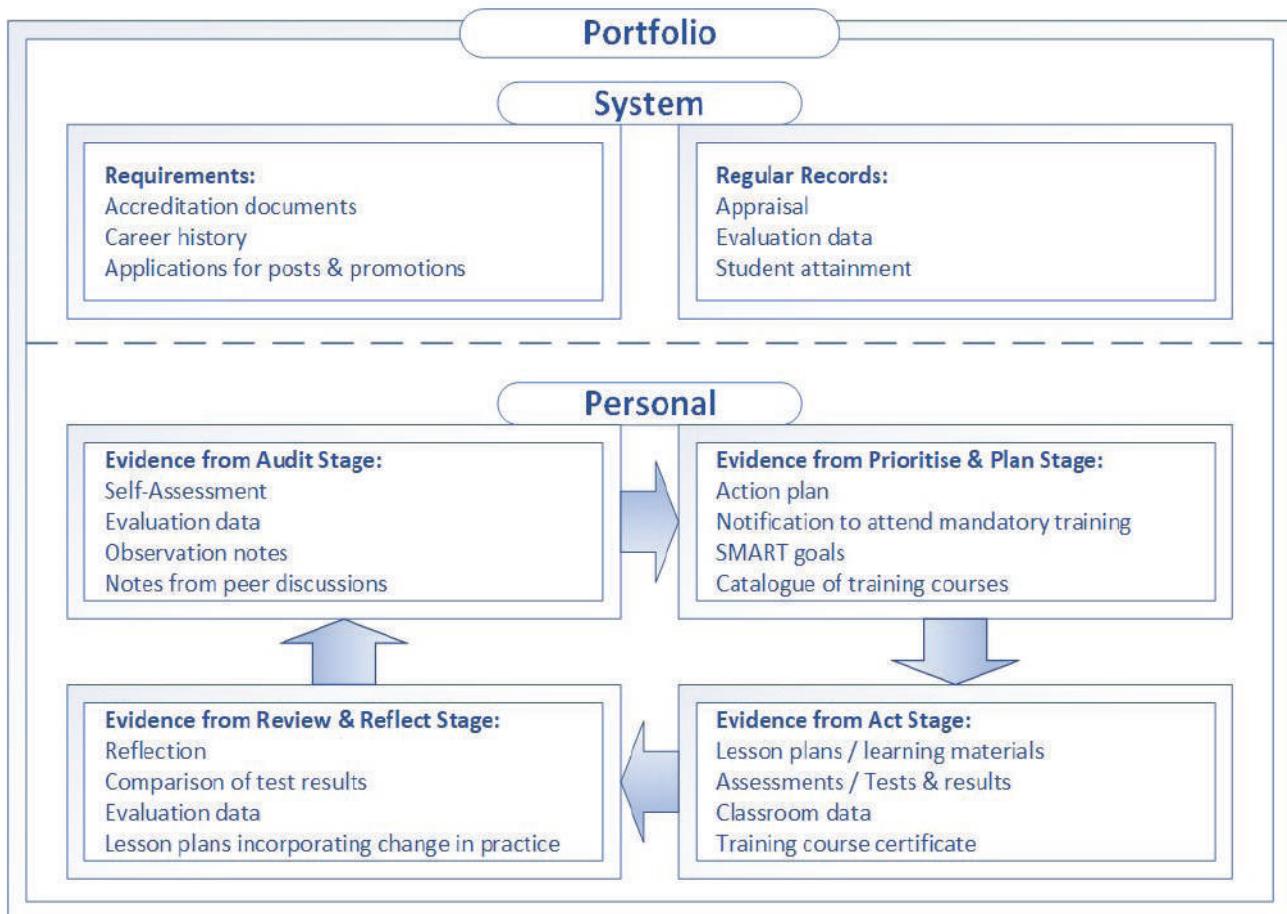 Portfolio
System
Requirements:
Accreditation documents
Career history
Applications for posts & promotions
Regular Records:
Appraisal
Evaluation data
Student attainment
Personal
Evidence from Audit Stage:
Self-Assessment
Evaluation data
Observation notes
Notes from peer discussions
Evidence from Prioritise & Plan Stage:
Action plan
Notification to attend mandatory training
SMART goals
Catalogue of training courses
Evidence from Review & Reflect Stage:
Reflection
Comparison of test results
Evaluation data
Lesson plans incorporating change in practice
Evidence from Act Stage:
Lesson plans / learning materials
Assessments / Tests & results
Classroom data
Training course certificate